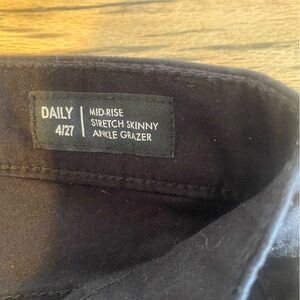 DAILY
4/27
MID-RISE
STRETCH SKINNY
ANKLE GRAZER